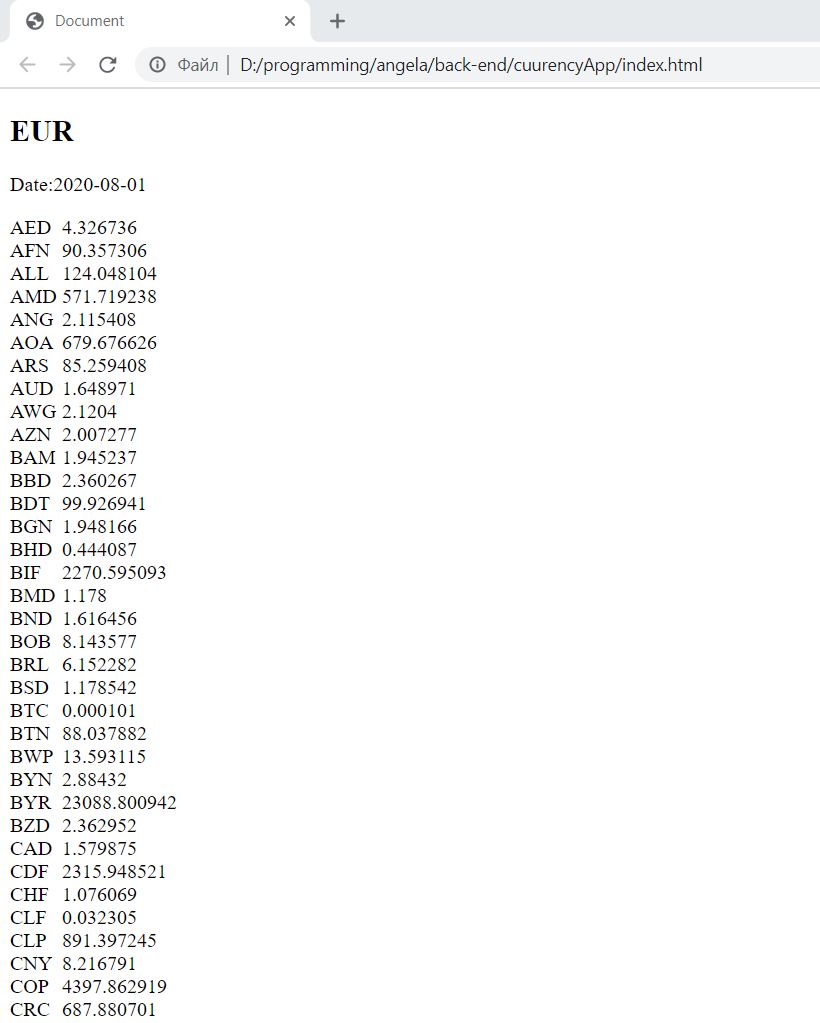 Document
Файл | D:/programming/angela/back-end/cuurencyApp/index.html
EUR
Date:2020-08-01
AED 4.326736
AFN 90.357306
ALL 124.048104
AMD 571.719238
ANG 2.115408
AOA 679.676626
ARS 85.259408
AUD 1.648971
AWG 2.1204
AZN 2.007277
BAM 1.945237
BBD 2.360267
BDT 99.926941
BGN 1.948166
BHD 0.444087
BIF 2270.595093
BMD 1.178
BND 1.616456
BOB 8.143577
BRL 6.152282
BSD 1.178542
BTC 0.000101
BTN 88.037882
BWP 13.593115
BYN 2.88432
BYR 23088.800942
BZD 2.362952
CAD 1.579875
CDF 2315.948521
CHF 1.076069
CLF 0.032305
CLP 891.397245
CNY 8.216791
COP 4397.862919
CRC 687.880701